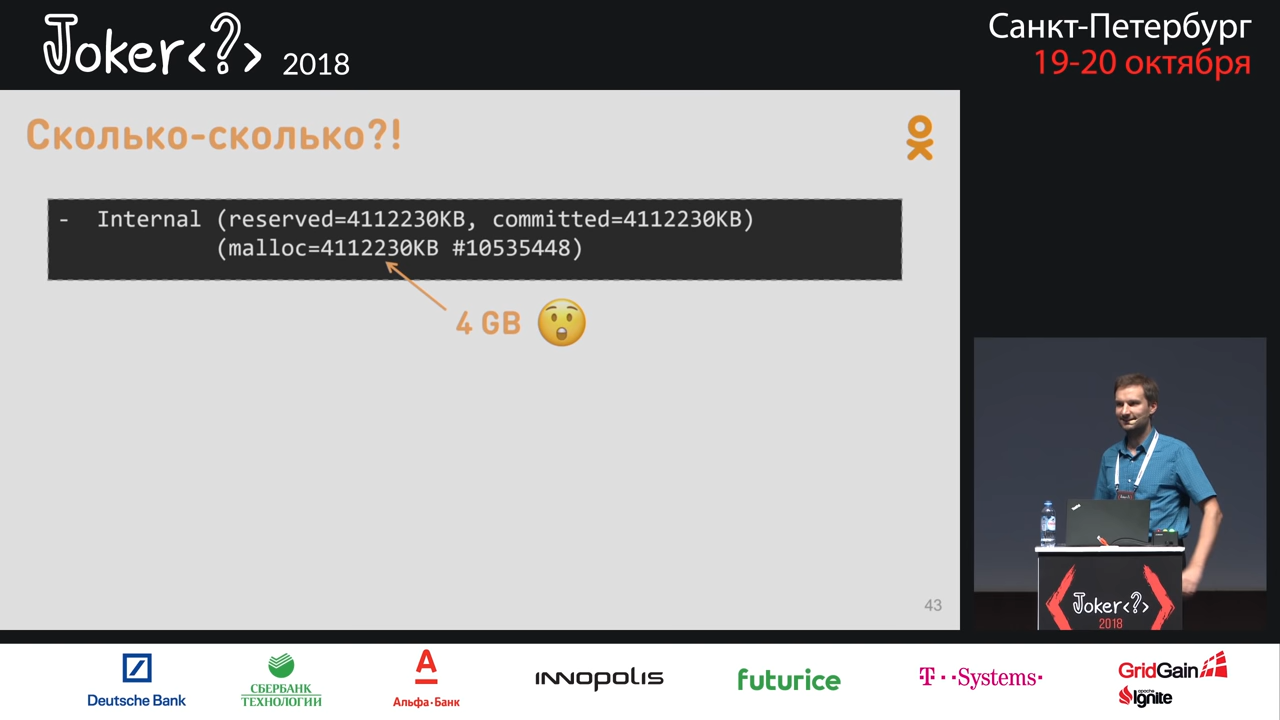 Joker<?> 2018
Санкт-Петербург
19-20 октября
Сколько-сколько?!
- Internal (reserved=4112230KB, committed=4112230KB)
(malloc=4112230KB #10535448)
4 GB
43
Joker<?>
2018
Deutsche Bank
СБЕРБАНК
ТЕХНОЛОГИИ
А
Альфа·Банк
INNOPOLIS
futurice
T··Systems·
GridGain
apache
Ignite